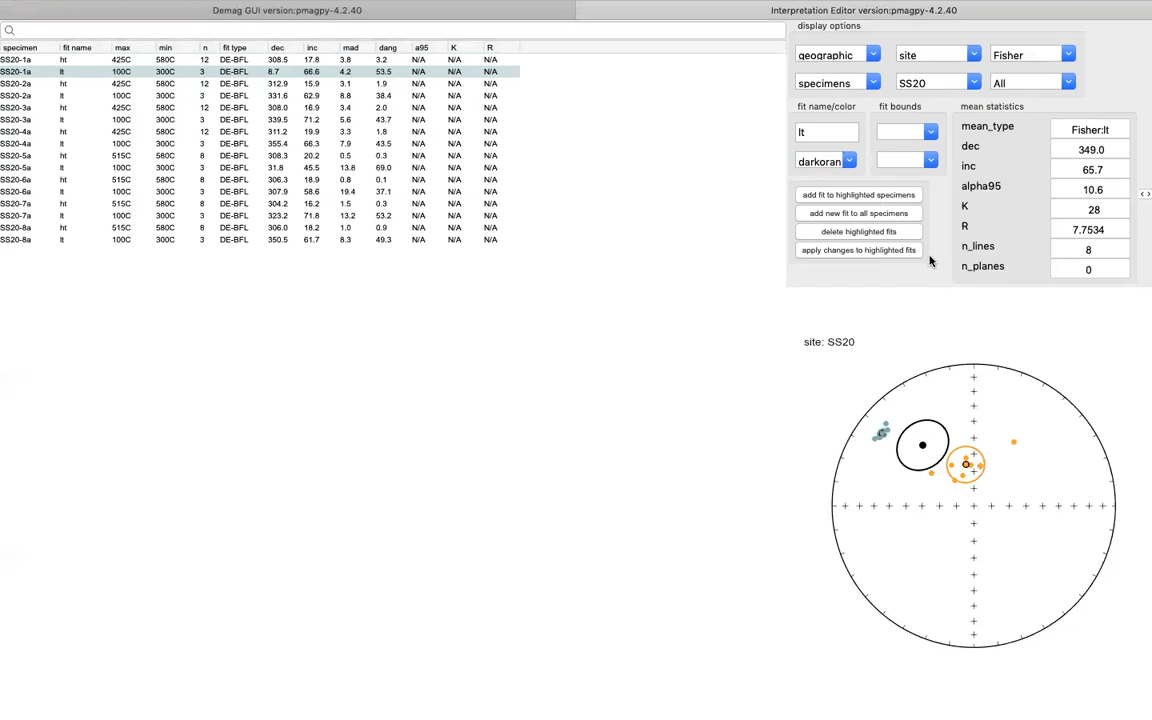 Demag GUI version:pmagpy-4.2.40
Interpretation Editor version:pmagpy-4.2.40
specimen fit name max min n fit type dec inc mad dang a95 K R
SS20-1a ht 425C 580C 12 DE-BFL 308.5 17.8 3.8 3.2 N/A N/A N/A
SS20-1a lt 100C 300C 3 DE-BFL 8.7 66.6 4.2 53.5 N/A N/A N/A
SS20-2a ht 425C 580C 12 DE-BFL 312.9 15.9 3.1 1.9 N/A N/A N/A
SS20-2a lt 100C 300C 3 DE-BFL 331.6 62.9 8.8 38.4 N/A N/A N/A
SS20-3a ht 425C 580C 12 DE-BFL 308.0 16.9 3.4 2.0 N/A N/A N/A
SS20-3a lt 100C 300C 3 DE-BFL 339.5 71.2 5.6 43.7 N/A N/A N/A
SS20-4a ht 425C 580C 12 DE-BFL 311.2 19.9 3.3 1.8 N/A N/A N/A
SS20-4a lt 100C 300C 3 DE-BFL 355.4 66.3 7.9 43.5 N/A N/A N/A
SS20-5a ht 515C 580C 8 DE-BFL 308.3 20.2 0.5 0.3 N/A N/A N/A
SS20-5a lt 100C 300C 3 DE-BFL 31.8 45.5 13.8 69.0 N/A N/A N/A
SS20-6a ht 515C 580C 8 DE-BFL 306.3 18.9 0.8 0.1 N/A N/A N/A
SS20-6a lt 100C 300C 3 DE-BFL 307.9 58.6 19.4 37.1 N/A N/A N/A
SS20-7a ht 515C 580C 8 DE-BFL 304.2 16.2 1.5 0.3 N/A N/A N/A
SS20-7a lt 100C 300C 3 DE-BFL 323.2 71.8 13.2 53.2 N/A N/A N/A
SS20-8a ht 515C 580C 8 DE-BFL 306.0 18.2 1.0 0.9 N/A N/A N/A
SS20-8a lt 100C 300C 3 DE-BFL 350.5 61.7 8.3 49.3 N/A N/A N/A
display options
geographic site Fisher
specimens SS20 All
fit name/color fit bounds mean statistics
lt
darkoran
add fit to highlighted specimens
add new fit to all specimens
delete highlighted fits
apply changes to highlighted fits
mean_type Fisher:lt
dec 349.0
inc 65.7
alpha95 10.6
K 28
R 7.7534
n_lines 8
n_planes 0
site: SS20